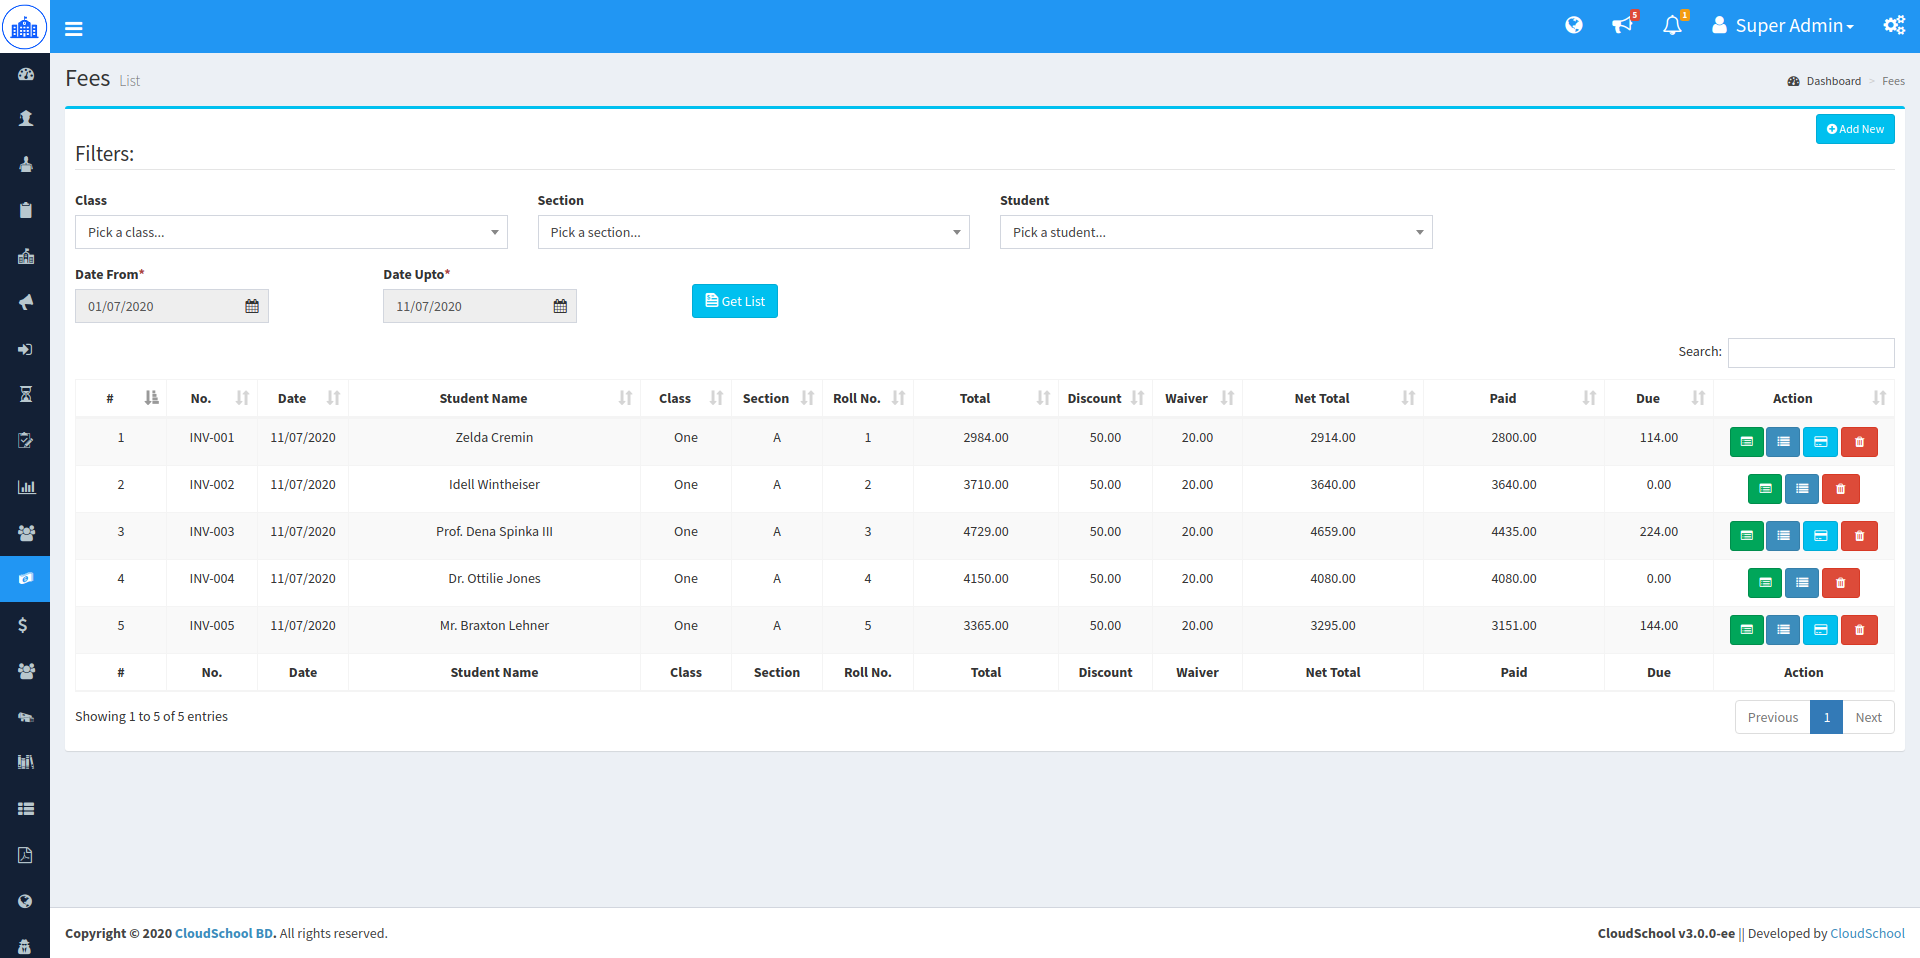 5
1
Super Admin
Fees List
Dashboard > Fees
Add New
Filters:
Class
Section
Student
Pick a class...
Pick a section...
Pick a student...
Date From*
Date Upto*
01/07/2020
11/07/2020
Get List
Search:
# No. Date Student Name Class Section Roll No. Total Discount Waiver Net Total Paid Due Action
1 INV-001 11/07/2020 Zelda Cremin One A 1 2984.00 50.00 20.00 2914.00 2800.00 114.00
2 INV-002 11/07/2020 Idell Wintheiser One A 2 3710.00 50.00 20.00 3640.00 3640.00 0.00
3 INV-003 11/07/2020 Prof. Dena Spinka III One A 3 4729.00 50.00 20.00 4659.00 4435.00 224.00
4 INV-004 11/07/2020 Dr. Ottilie Jones One A 4 4150.00 50.00 20.00 4080.00 4080.00 0.00
5 INV-005 11/07/2020 Mr. Braxton Lehner One A 5 3365.00 50.00 20.00 3295.00 3151.00 144.00
# No. Date Student Name Class Section Roll No. Total Discount Waiver Net Total Paid Due Action
Showing 1 to 5 of 5 entries
Previous 1 Next
Copyright © 2020 CloudSchool BD. All rights reserved.
CloudSchool v3.0.0-ee || Developed by CloudSchool